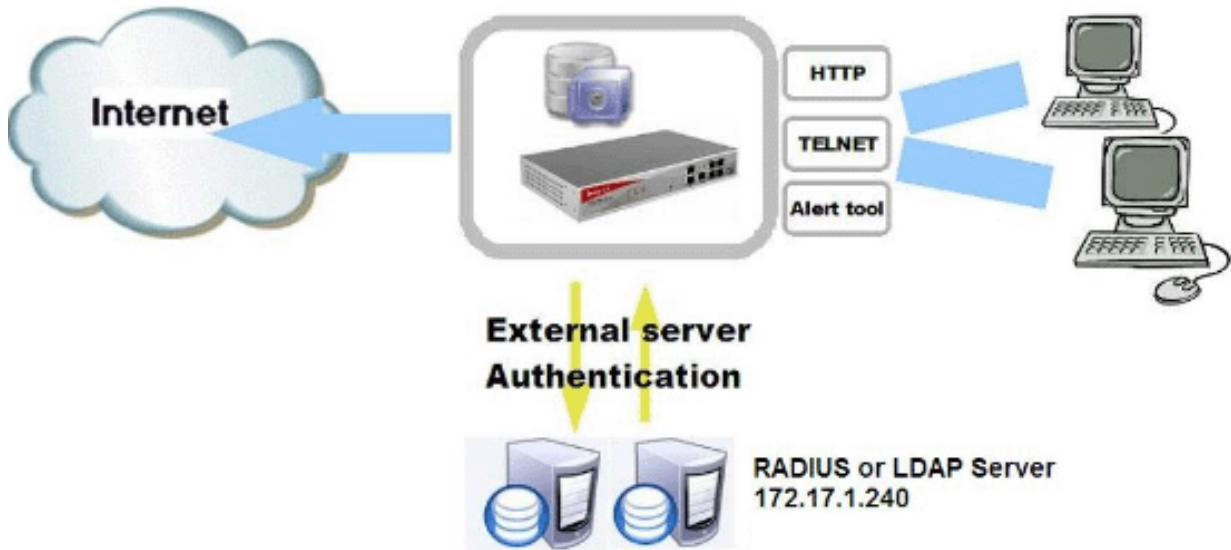 Internet
HTTP
TELNET
Alert tool
External server
Authentication
RADIUS or LDAP Server
172.17.1.240